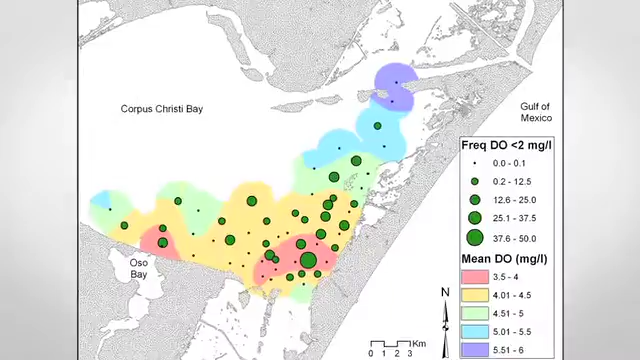 Corpus Christi Bay
Gulf of
Mexico
Freq DO <2 mg/l
0.0 - 0.1
0.2 - 12.5
12.6 - 25.0
25.1 - 37.5
37.6 - 50.0
Mean DO (mg/l)
3.5 - 4
4.01 - 4.5
4.51 - 5
5.01 - 5.5
5.51 - 6
Oso
Bay
N
Km
0 1 2 3